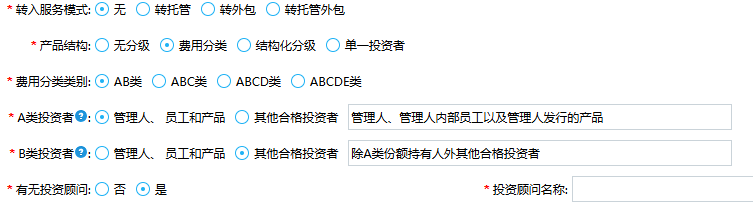 * 转入服务模式: 无 转托管 转外包 转托管外包
* 产品结构: 无分级 费用分类 结构化分级 单一投资者
* 费用分类类别: AB类 ABC类 ABCD类 ABCDE类
* A类投资者?: 管理人、 员工和产品 其他合格投资者 管理人、管理人内部员工以及管理人发行的产品
* B类投资者?: 管理人、 员工和产品 其他合格投资者 除A类份额持有人外其他合格投资者
* 有无投资顾问: 否 是 * 投资顾问名称: